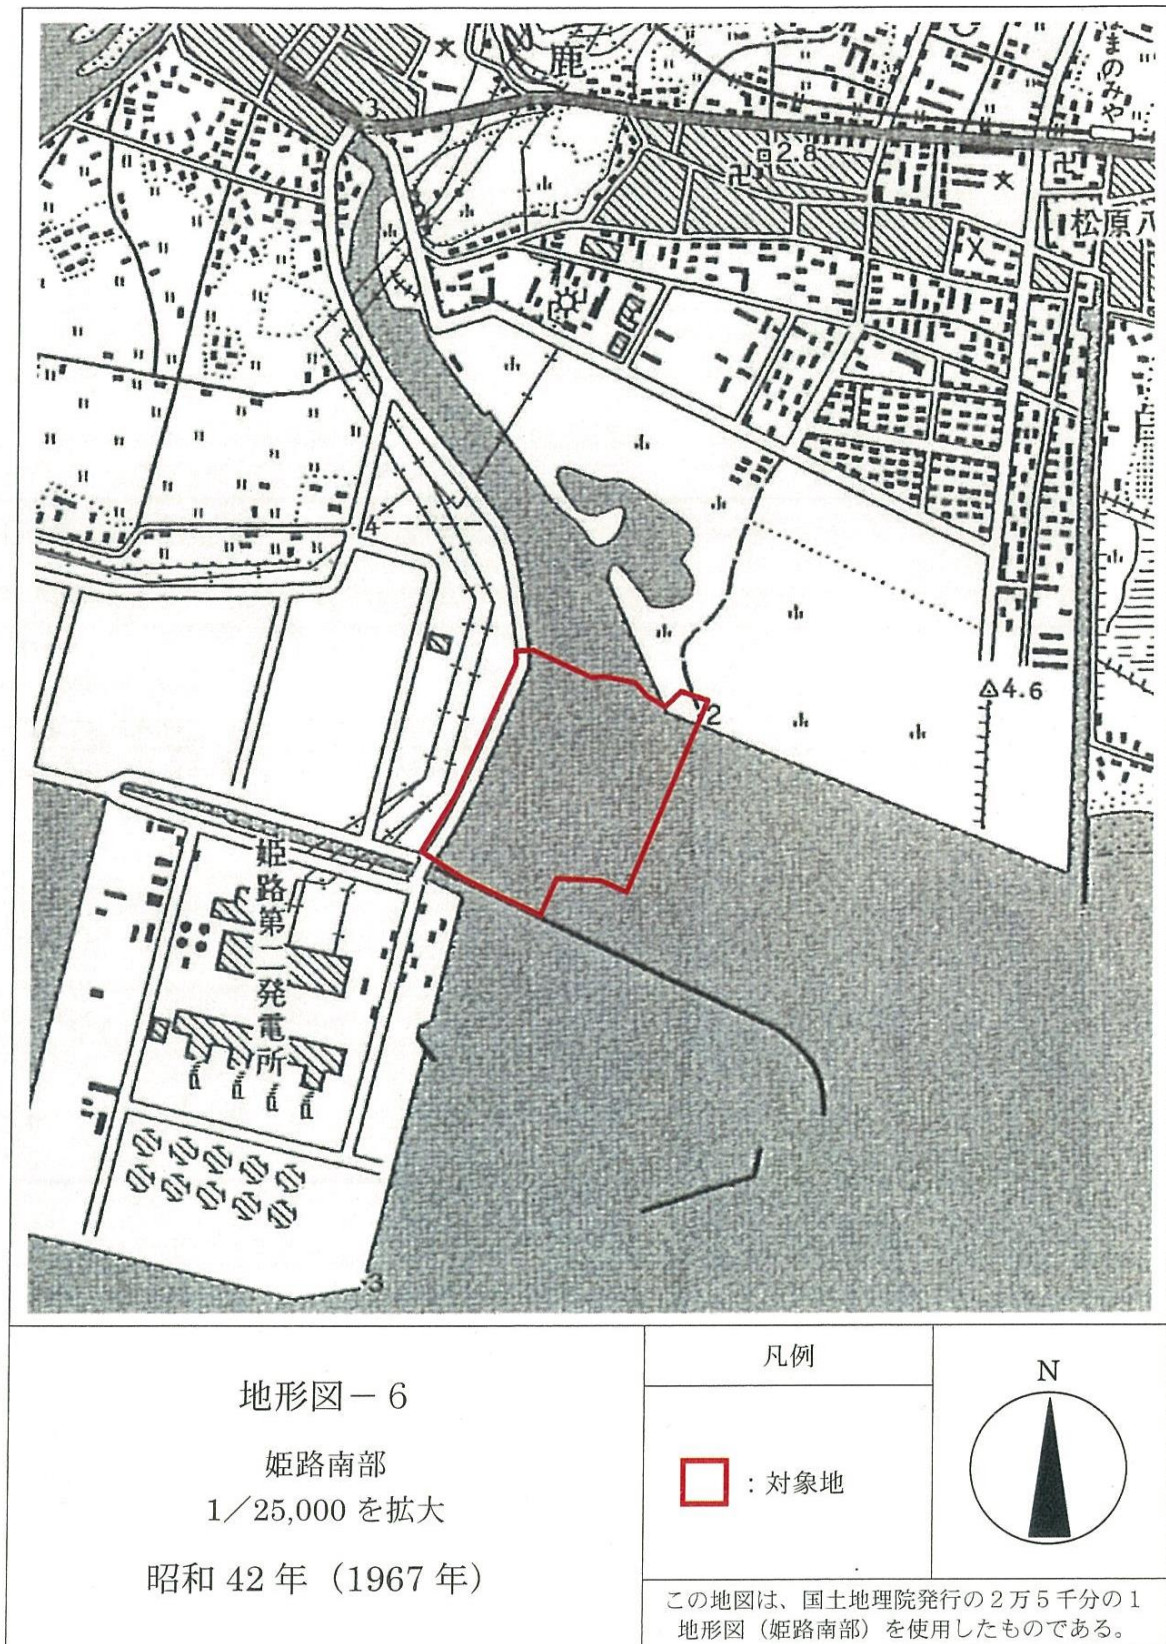 鹿
はまのみや
3
2.8
松原八
1
4
4.6
2
姫路第二発電所
3
地形図－6
姫路南部
1／25,000 を拡大
昭和 42 年（1967 年）
凡例
：対象地
N
この地図は、国土地理院発行の２万５千分の１
地形図（姫路南部）を使用したものである。